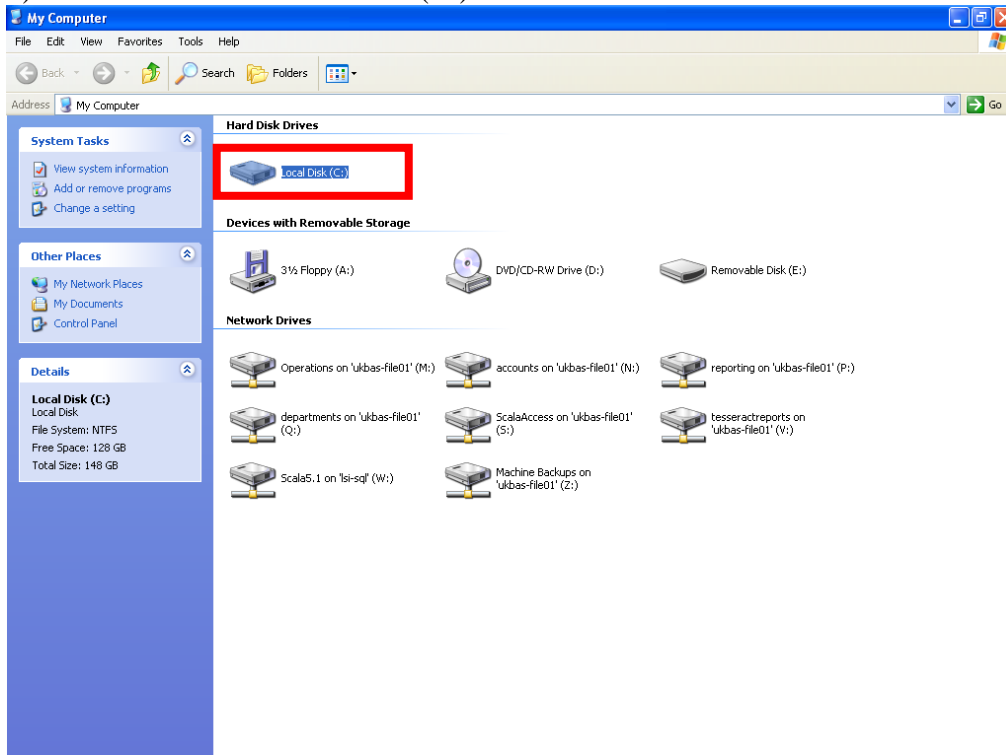 My Computer
File Edit View Favorites Tools Help
Back Search Folders
Address My Computer Go
System Tasks
View system information
Add or remove programs
Change a setting
Other Places
My Network Places
My Documents
Control Panel
Details
Local Disk (C:)
Local Disk
File System: NTFS
Free Space: 128 GB
Total Size: 148 GB
Hard Disk Drives
Local Disk (C:)
Devices with Removable Storage
3½ Floppy (A:)
DVD/CD-RW Drive (D:)
Removable Disk (E:)
Network Drives
Operations on 'ukbas-file01' (M:)
accounts on 'ukbas-file01' (N:)
reporting on 'ukbas-file01' (P:)
departments on 'ukbas-file01'
(Q:)
ScalaAccess on 'ukbas-file01'
(S:)
tesseractreports on
'ukbas-file01' (V:)
Scala5.1 on 'lsi-sql' (W:)
Machine Backups on
'ukbas-file01' (Z:)